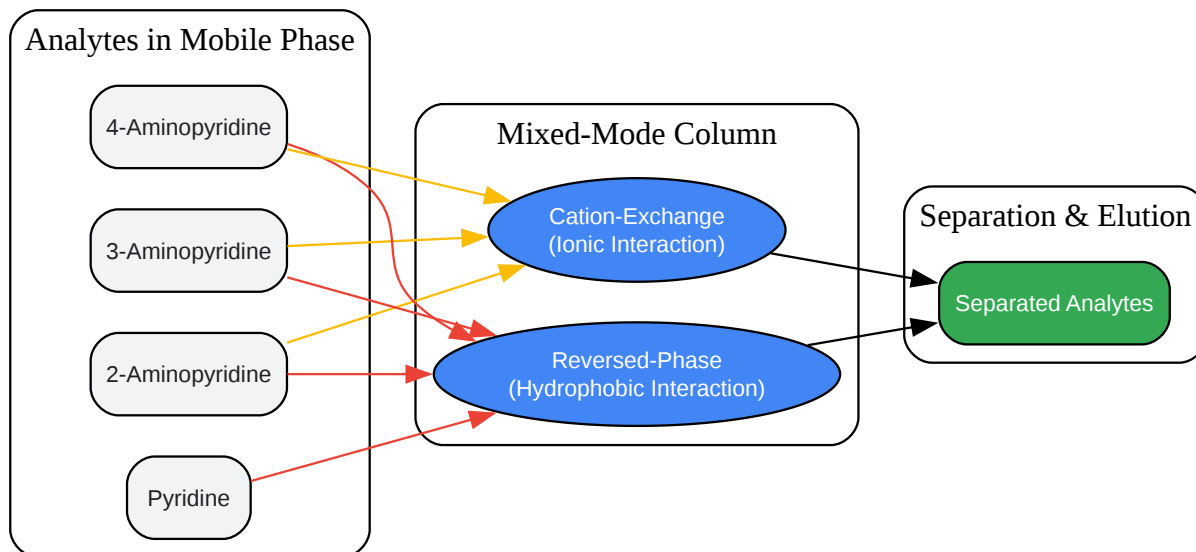 Analytes in Mobile Phase
4-Aminopyridine
3-Aminopyridine
2-Aminopyridine
Pyridine
Mixed-Mode Column
Cation-Exchange
(Ionic Interaction)
Reversed-Phase
(Hydrophobic Interaction)
Separation & Elution
Separated Analytes